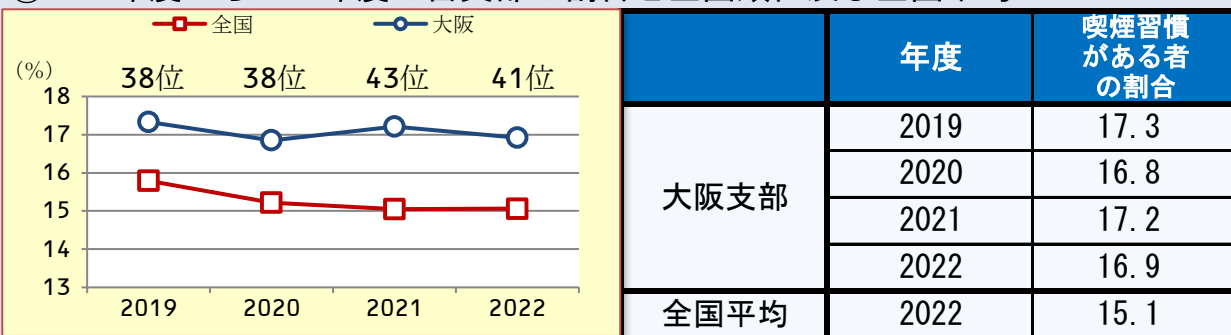 全国
大阪
(%)
38位 38位 43位 41位
18
17
16
15
14
13
2019 2020 2021 2022
年度
喫煙習慣
がある者
の割合
大阪支部
2019 17.3
2020 16.8
2021 17.2
2022 16.9
全国平均 2022 15.1